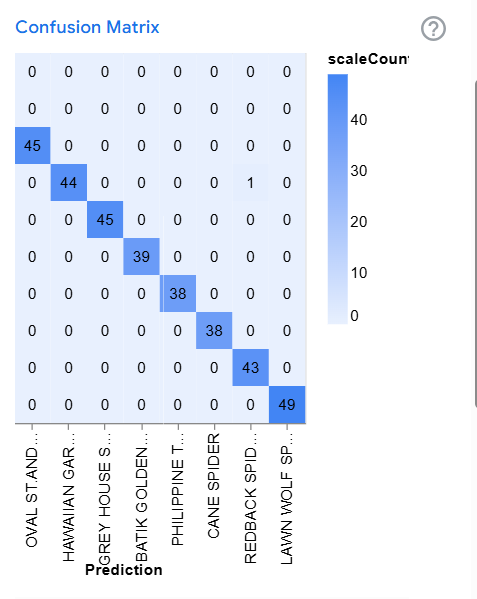 Confusion Matrix
?
scaleCoun
0 0 0 0 0 0 0 0
0 0 0 0 0 0 0 0
45 0 0 0 0 0 0 0
0 44 0 0 0 0 1 0
0 0 45 0 0 0 0 0
0 0 0 39 0 0 0 0
0 0 0 0 38 0 0 0
0 0 0 0 0 38 0 0
0 0 0 0 0 0 43 0
0 0 0 0 0 0 0 49
40
30
20
10
0
OVAL ST.AND...
HAWAIIAN GAR...
GREY HOUSE S...
BATIK GOLDEN...
PHILIPPINE T...
CANE SPIDER
REDBACK SPID...
LAWN WOLF SP...
Prediction